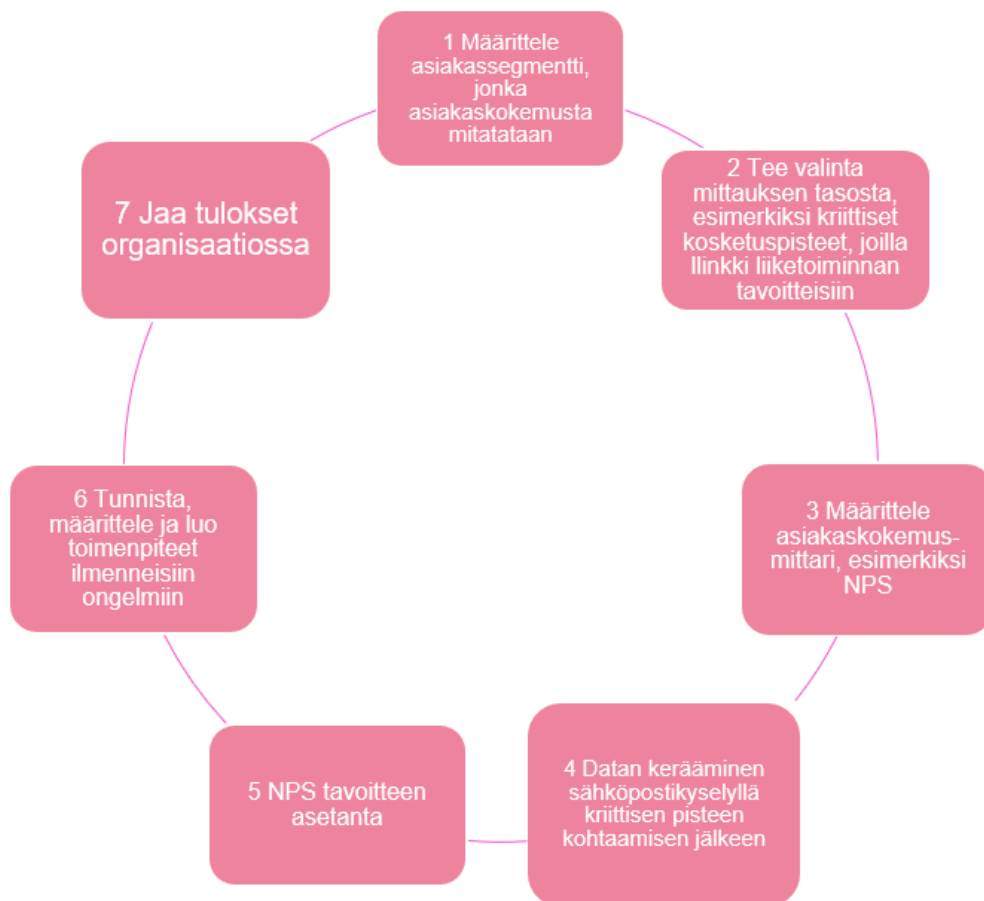 1 Määrittele
asiakassegmentti,
jonka
asiakaskokemusta
mitatataan
2 Tee valinta
mittauksen tasosta,
esimerkiksi kriittiset
kosketuspisteet, joilla
llinkki liiketoiminnan
tavoitteisiin
3 Määrittele
asiakaskokemus-
mittari, esimerkiksi
NPS
4 Datan kerääminen
sähköpostikyselyllä
kriittisen pisteen
kohtaamisen jälkeen
5 NPS tavoitteen
asetanta
6 Tunnista,
määrittele ja luo
toimenpiteet
ilmenneisiin
ongelmiin
7 Jaa tulokset
organisaatiossa